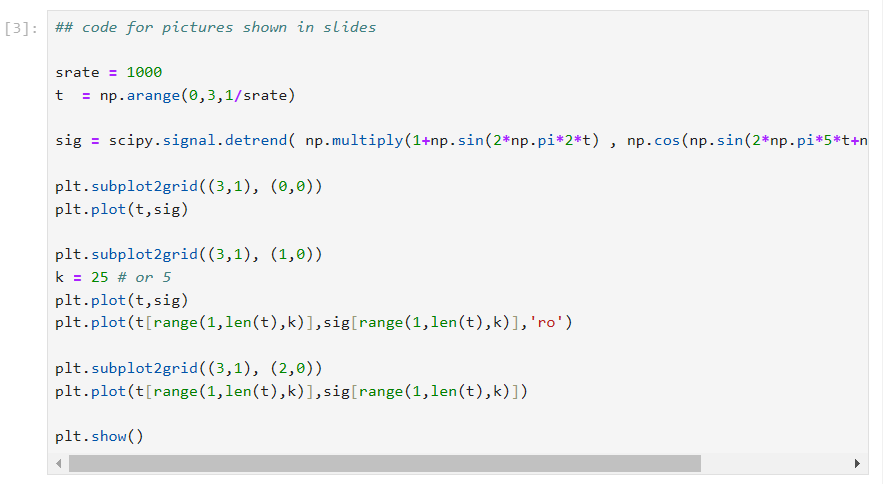 [3]: ## code for pictures shown in slides
srate = 1000
t  = np.arange(0,3,1/srate)
sig = scipy.signal.detrend( np.multiply(1+np.sin(2*np.pi*2*t) , np.cos(np.sin(2*np.pi*5*t+n
plt.subplot2grid((3,1), (0,0))
plt.plot(t,sig)
plt.subplot2grid((3,1), (1,0))
k = 25 # or 5
plt.plot(t,sig)
plt.plot(t[range(1,len(t),k)],sig[range(1,len(t),k)],'ro')
plt.subplot2grid((3,1), (2,0))
plt.plot(t[range(1,len(t),k)],sig[range(1,len(t),k)])
plt.show()